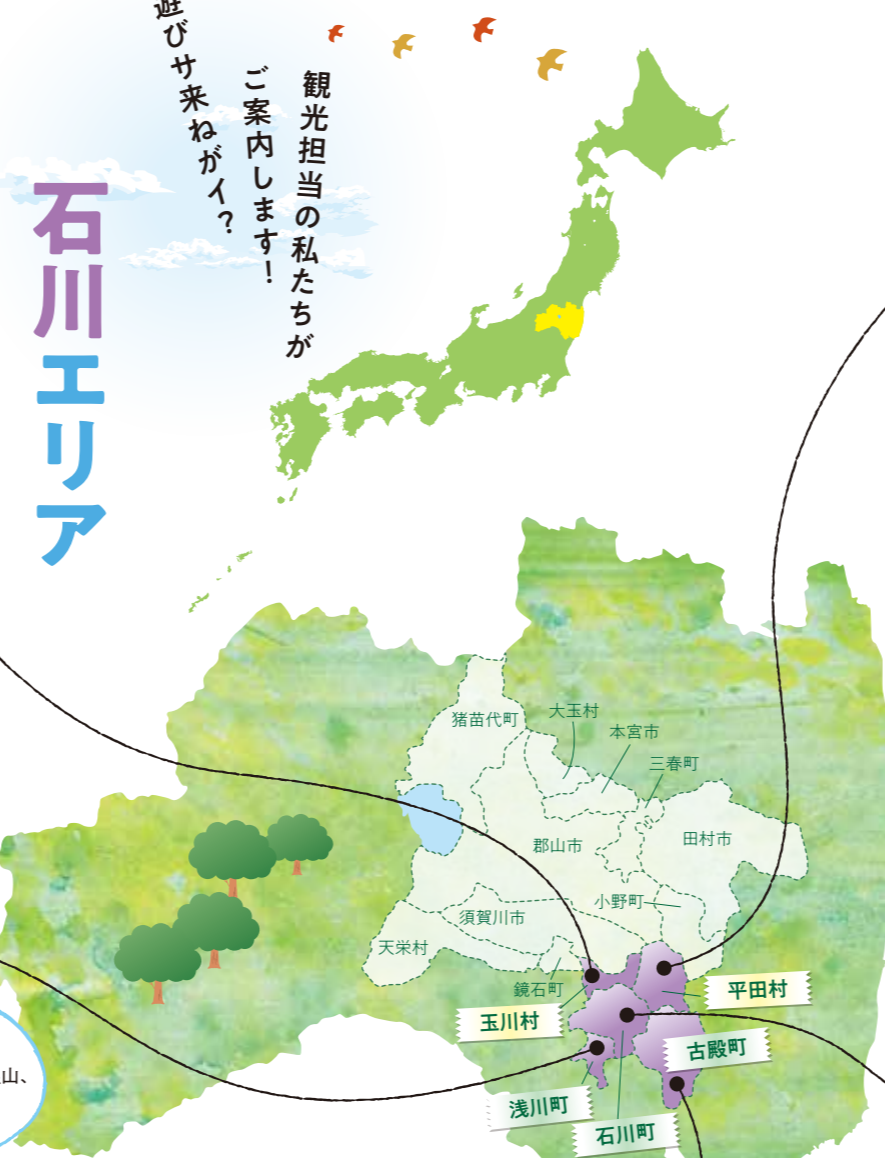 観光担当の私たちが
ご案内します!
遊びサ来ねがイ?
石川エリア
猪苗代町
大玉村
本宮市
三春町
郡山市
田村市
小野町
須賀川市
天栄村
鏡石町
玉川村
平田村
古殿町
浅川町
石川町
山、